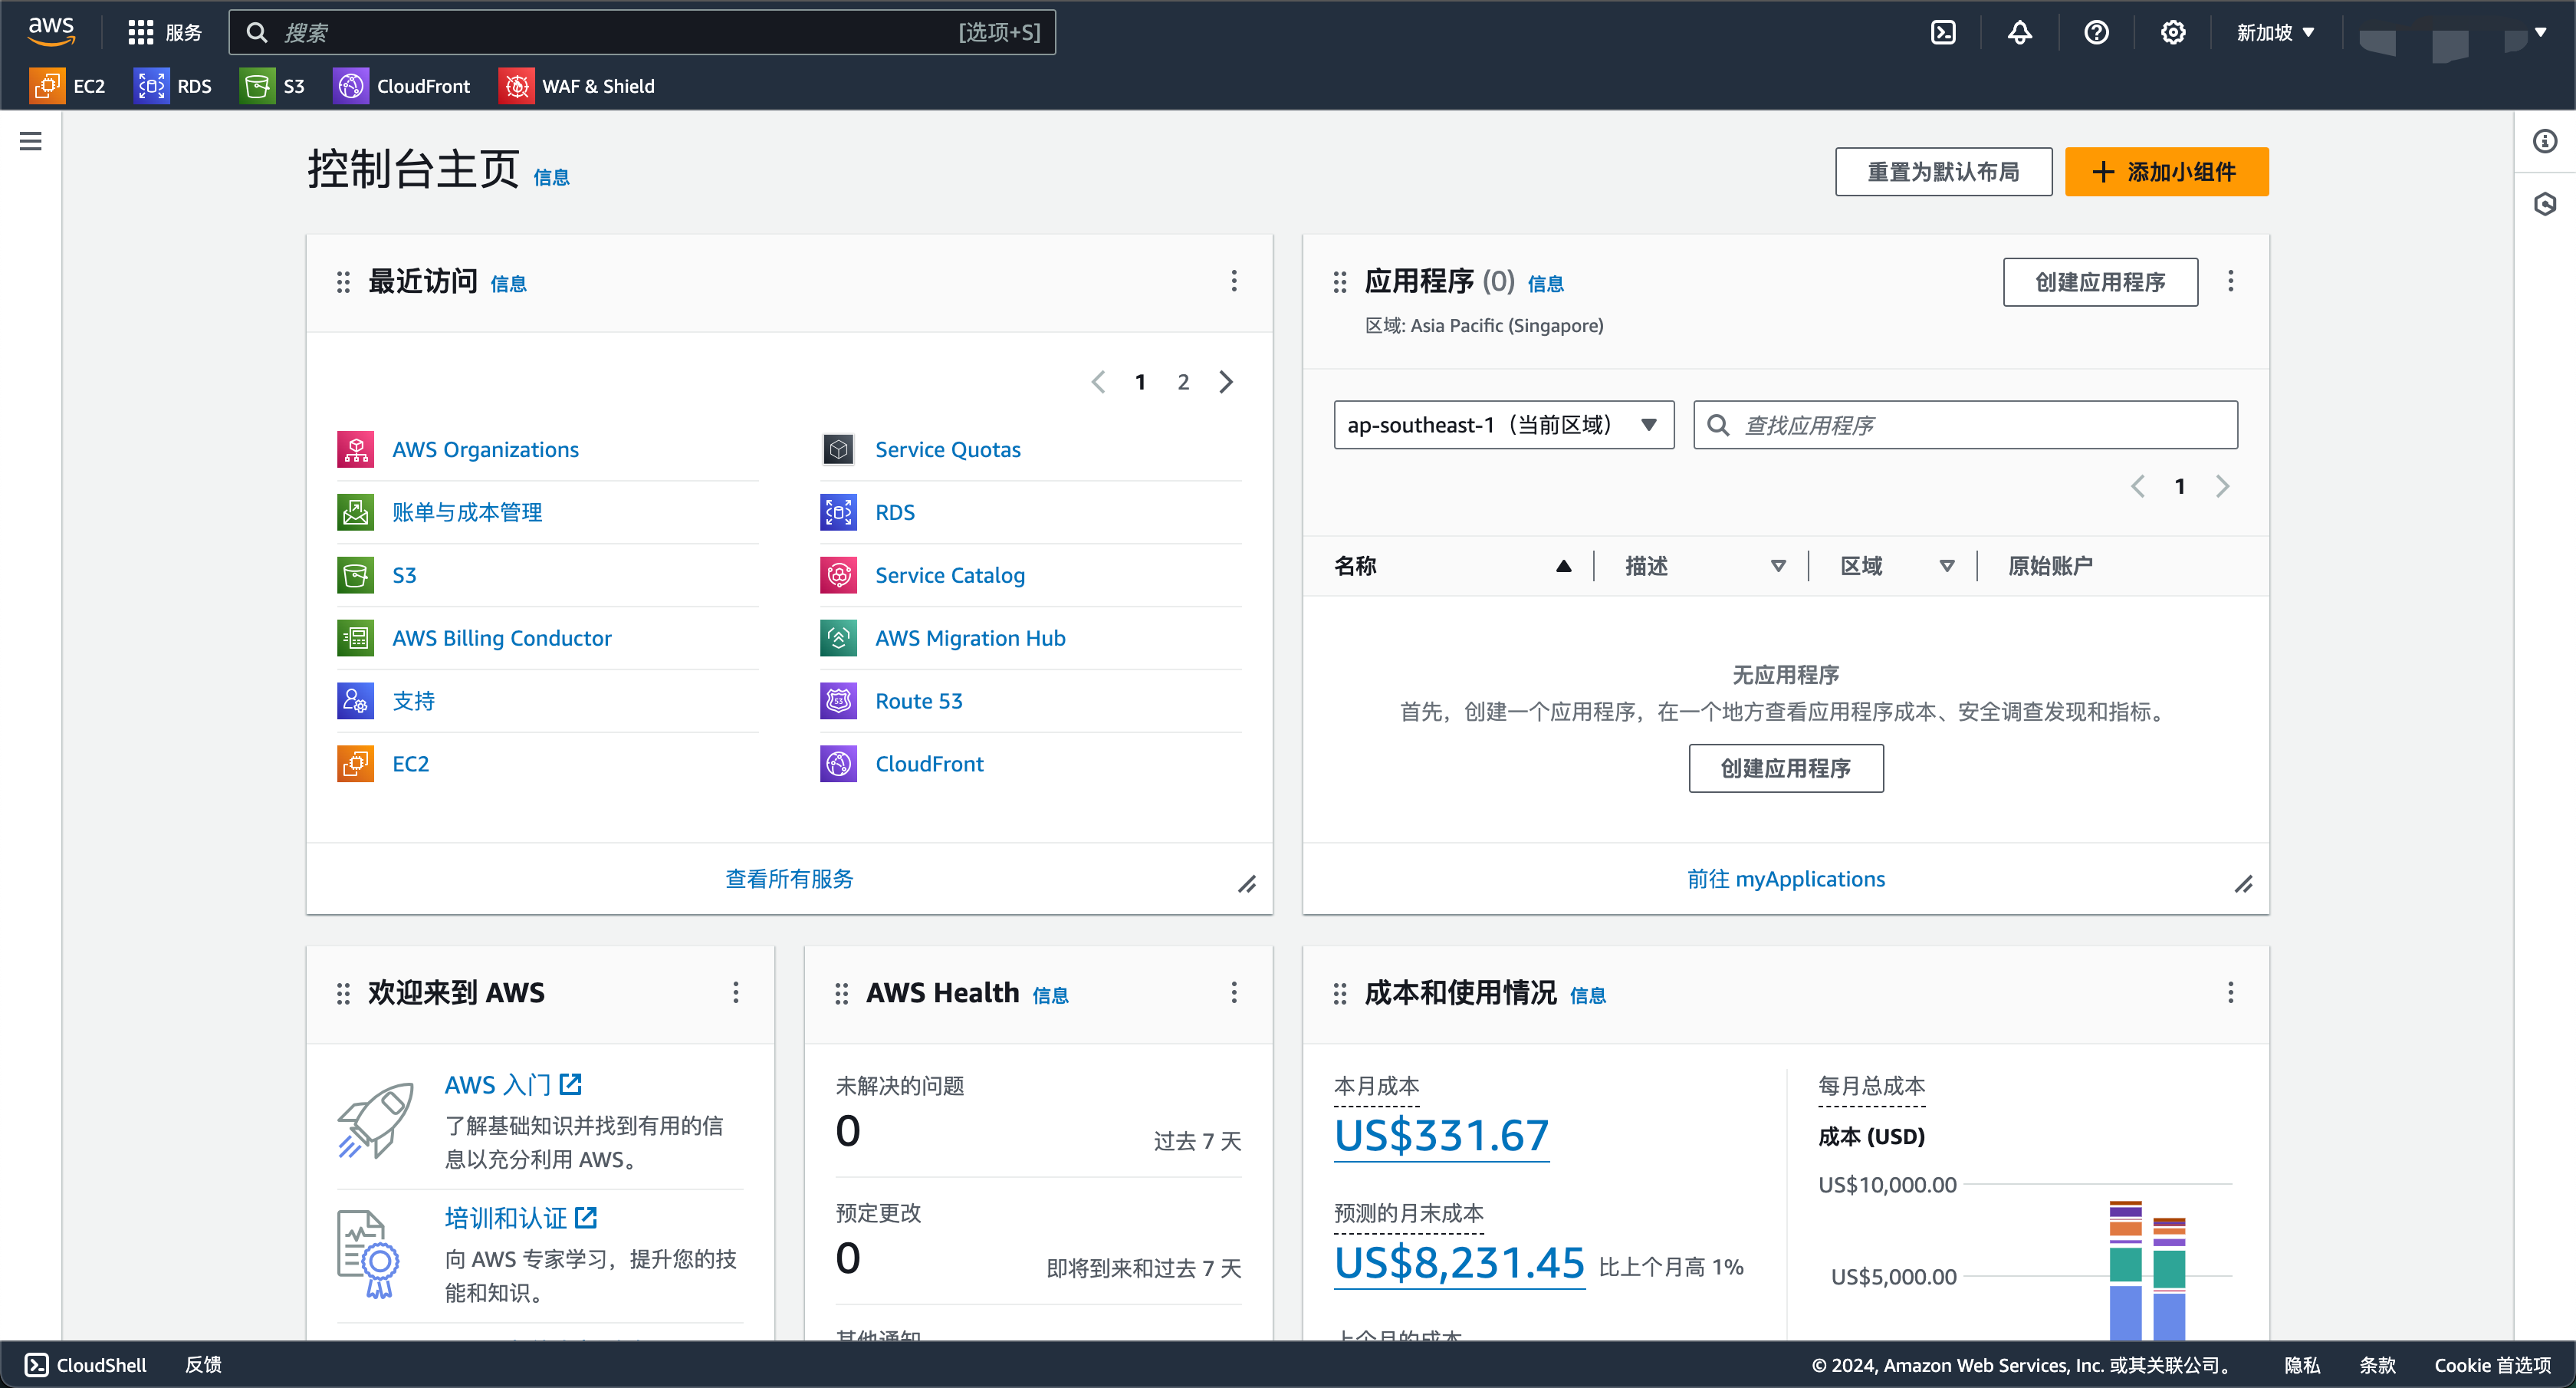 aws
服务
搜索
[选项+S]
新加坡
EC2
RDS
S3
CloudFront
WAF & Shield
控制台主页 信息
重置为默认布局
添加小组件
最近访问 信息
1 2
AWS Organizations
账单与成本管理
S3
AWS Billing Conductor
支持
EC2
Service Quotas
RDS
Service Catalog
AWS Migration Hub
Route 53
CloudFront
查看所有服务
应用程序 (0) 信息
创建应用程序
区域: Asia Pacific (Singapore)
ap-southeast-1（当前区域）
查找应用程序
1
名称
描述
区域
原始账户
无应用程序
首先，创建一个应用程序，在一个地方查看应用程序成本、安全调查发现和指标。
创建应用程序
前往 myApplications
欢迎来到 AWS
AWS 入门
了解基础知识并找到有用的信
息以充分利用 AWS。
培训和认证
向 AWS 专家学习，提升您的技
能和知识。
AWS Health 信息
未解决的问题
0
过去 7 天
预定更改
0
即将到来和过去 7 天
其他通知
成本和使用情况 信息
本月成本
US$331.67
预测的月末成本
US$8,231.45 比上个月高 1%
上个月的成本
每月总成本
成本 (USD)
US$10,000.00
US$5,000.00
CloudShell
反馈
© 2024, Amazon Web Services, Inc. 或其关联公司。
隐私
条款
Cookie 首选项